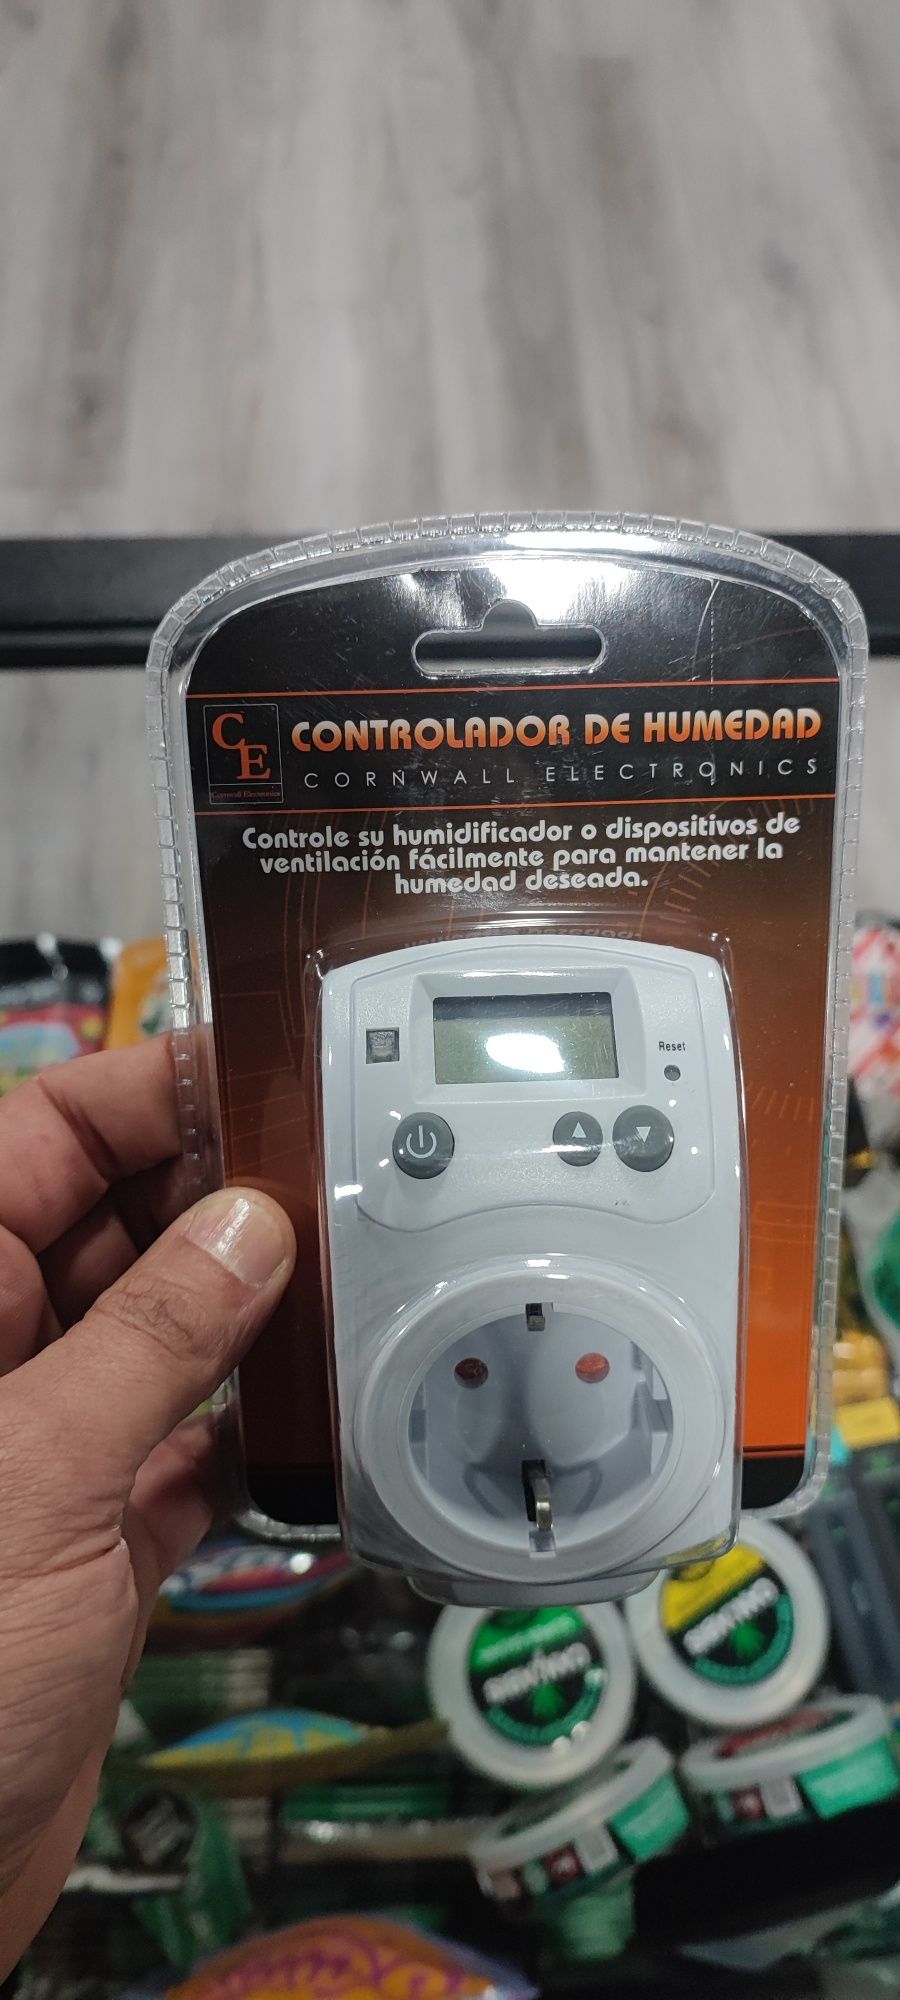 CE
Cornwall Electronics
CONTROLADOR DE HUMEDAD
CORNWALL ELECTRONICS
Controle su humidificador o dispositivos de
ventilación fácilmente para mantener la
humedad deseada.
Reset